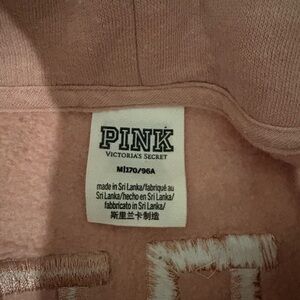 PINK
VICTORIA'S SECRET
M|170/96A
made in Sri Lanka/fabriqué au
Sri Lanka/hecho en Sri Lanka/
fabbricato in Sri Lanka/
斯里兰卡制造